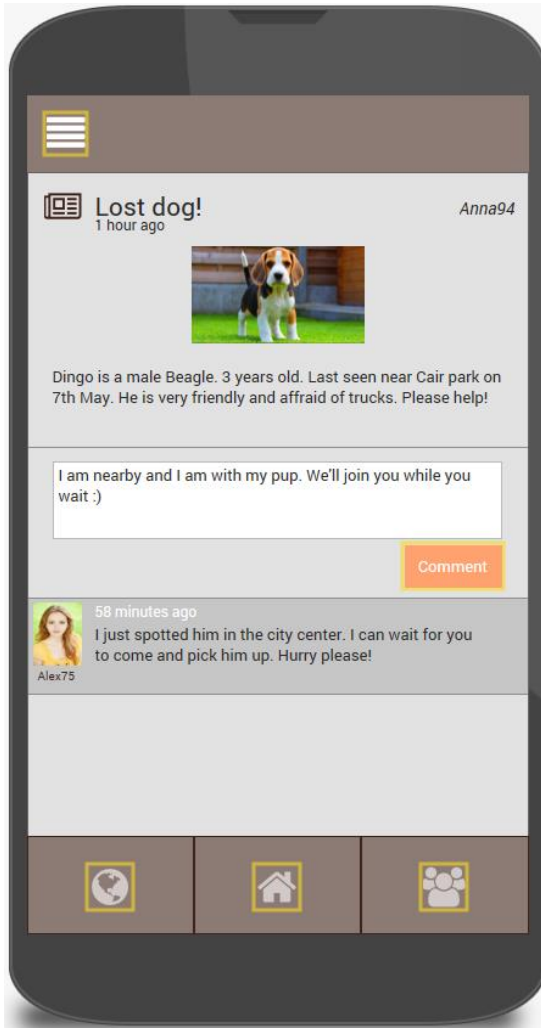 Lost dog!
1 hour ago
Anna94
Dingo is a male Beagle. 3 years old. Last seen near Cair park on
7th May. He is very friendly and affraid of trucks. Please help!
I am nearby and I am with my pup. We'll join you while you
wait :)
Comment
58 minutes ago
I just spotted him in the city center. I can wait for you
to come and pick him up. Hurry please!
Alex75